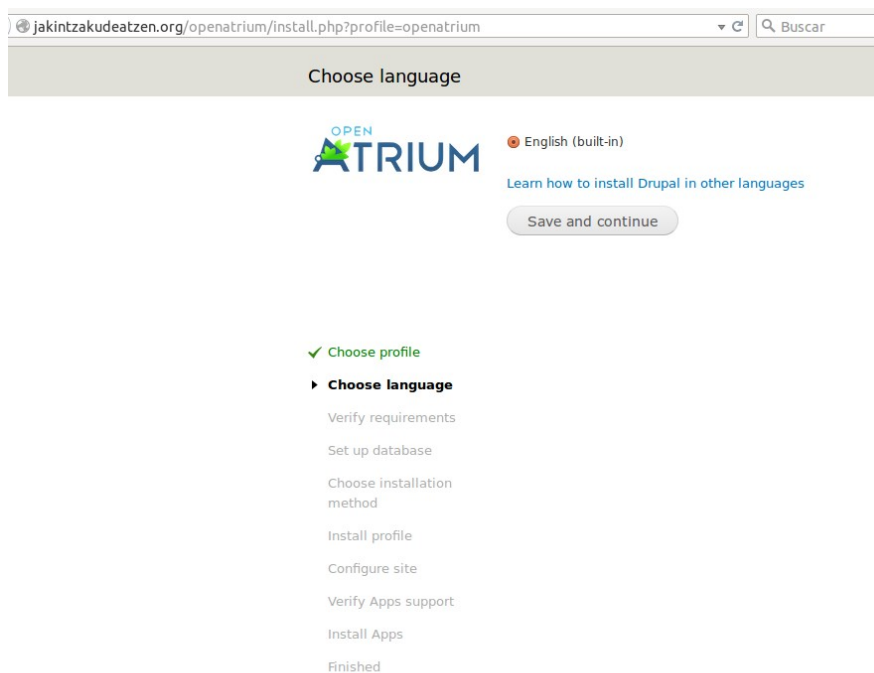 jakintzakudeatzen.org/openatrium/install.php?profile=openatrium
Buscar
Choose language
OPEN
ATRIUM
English (built-in)
Learn how to install Drupal in other languages
Save and continue
Choose profile
Choose language
Verify requirements
Set up database
Choose installation
method
Install profile
Configure site
Verify Apps support
Install Apps
Finished